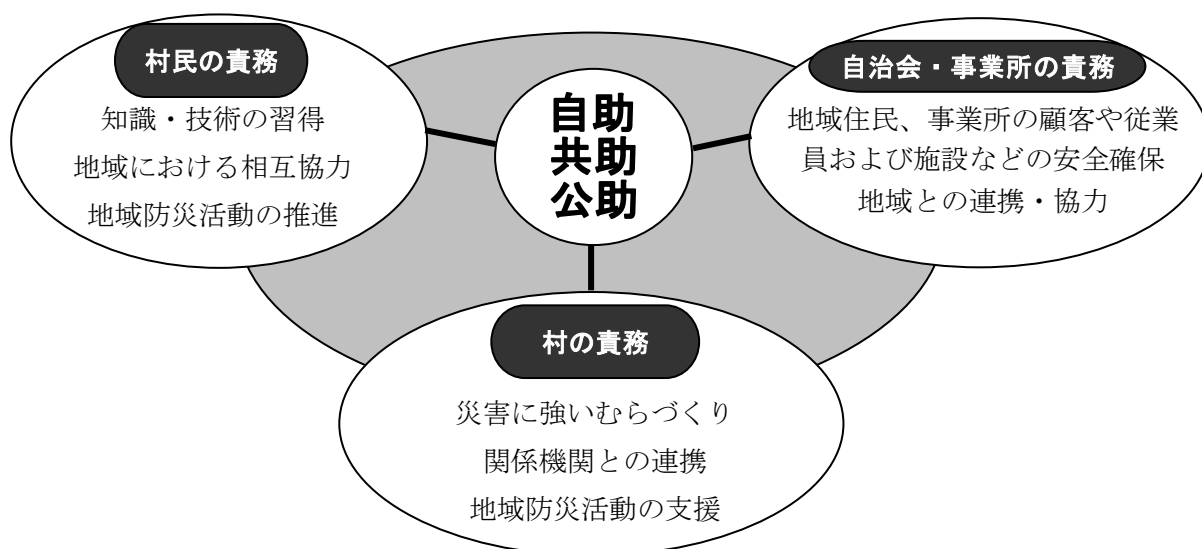 村民の責務
知識・技術の習得
地域における相互協力
地域防災活動の推進
自助
共助
公助
自治会・事業所の責務
地域住民、事業所の顧客や従業
員および施設などの安全確保
地域との連携・協力
村の責務
災害に強いむらづくり
関係機関との連携
地域防災活動の支援